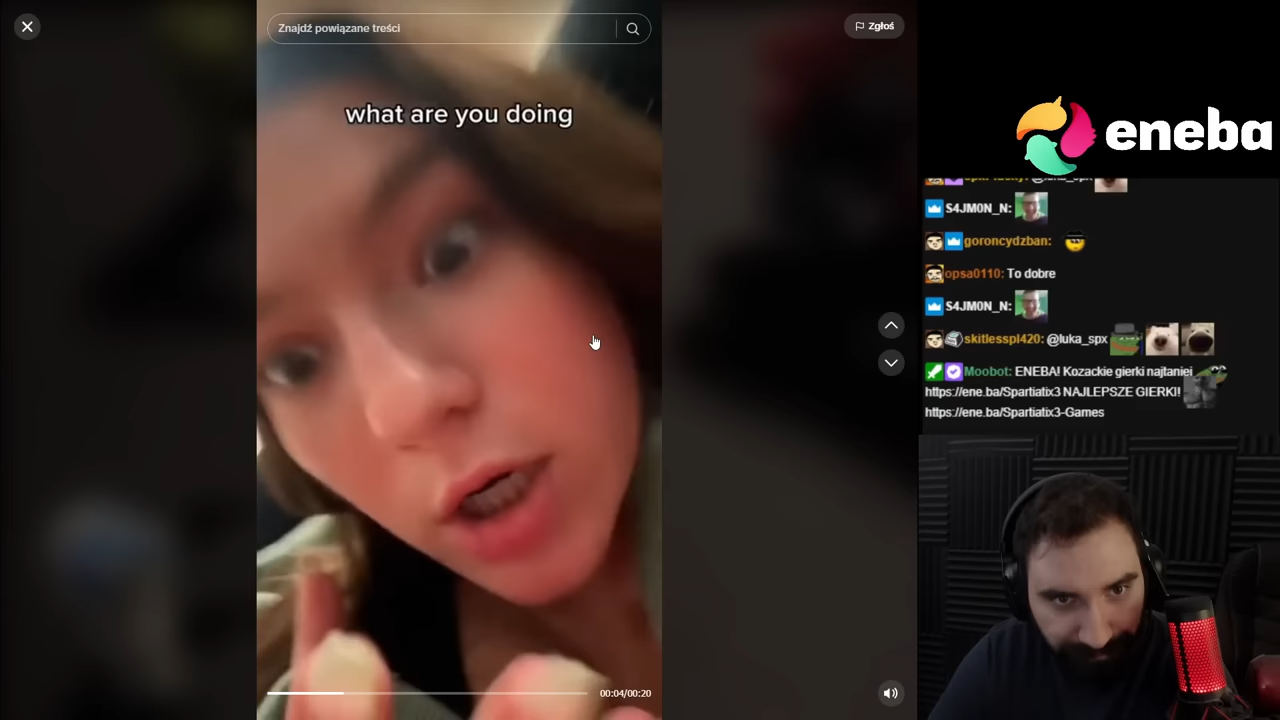 Znajdź powiązane treści
Zgłoś
what are you doing
00:04/00:20
eneba
S4JM0N_N:
goroncydzban:
opsa0110: To dobre
S4JM0N_N:
skitlesspl420: @luka_spx
Moobot: ENEBA! Kozackie gierki najtaniej
https://ene.ba/Spartiatix3 NAJLEPSZE GIERKI!
https://ene.ba/Spartiatix3-Games